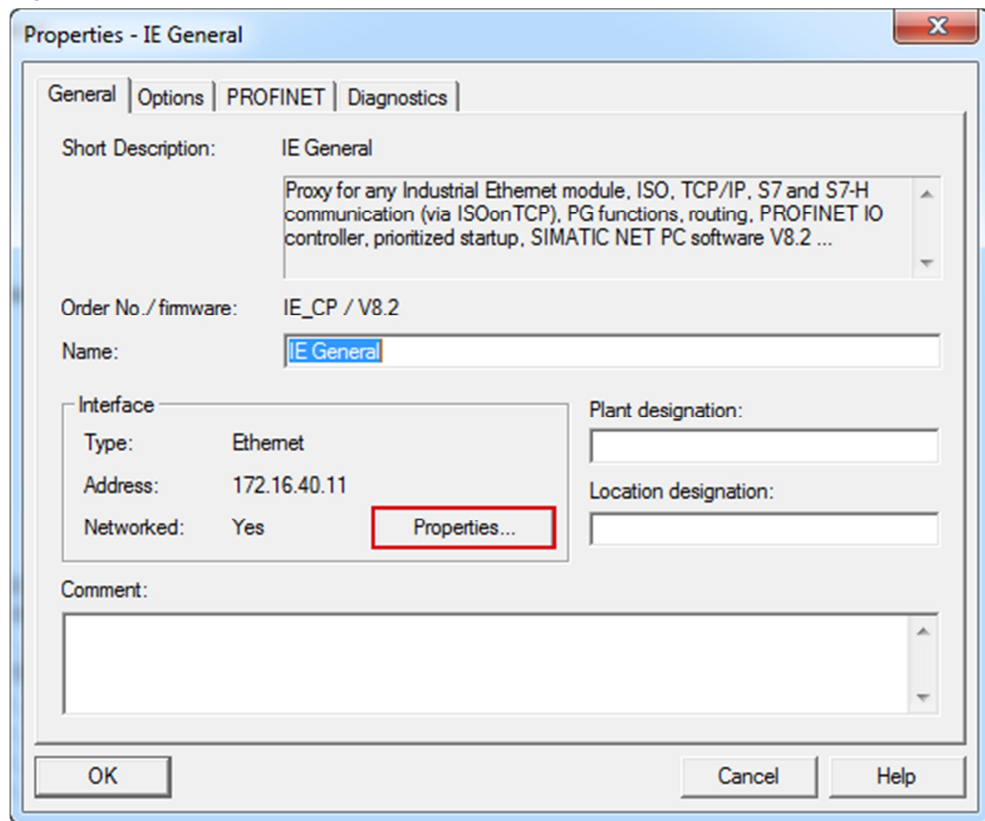 Properties - IE General
General Options PROFINET Diagnostics
Short Description: IE General
Proxy for any Industrial Ethernet module, ISO, TCP/IP, S7 and S7-H
communication (via ISOonTCP), PG functions, routing, PROFINET IO
controller, prioritized startup, SIMATIC NET PC software V8.2 ...
Order No./ firmware: IE_CP / V8.2
Name: IE General
Interface
Type: Ethernet
Address: 172.16.40.11
Networked: Yes Properties...
Plant designation:
Location designation:
Comment:
OK Cancel Help